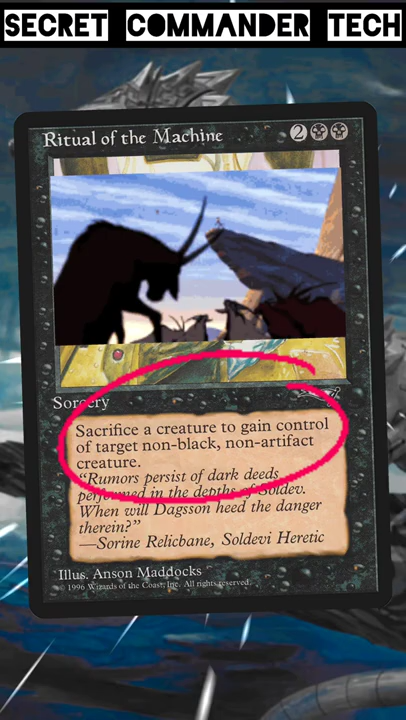 SECRET COMMANDER TECH
Ritual of the Machine 2
Sorcery
Sacrifice a creature to gain control
of target non-black, non-artifact
creature.
“Rumors persist of dark deeds
performed in the depths of Soldev.
When will Dagsson heed the danger
therein?”
—Sorine Relicbane, Soldevi Heretic
Illus. Anson Maddocks
© 1996 Wizards of the Coast, Inc. All rights reserved.